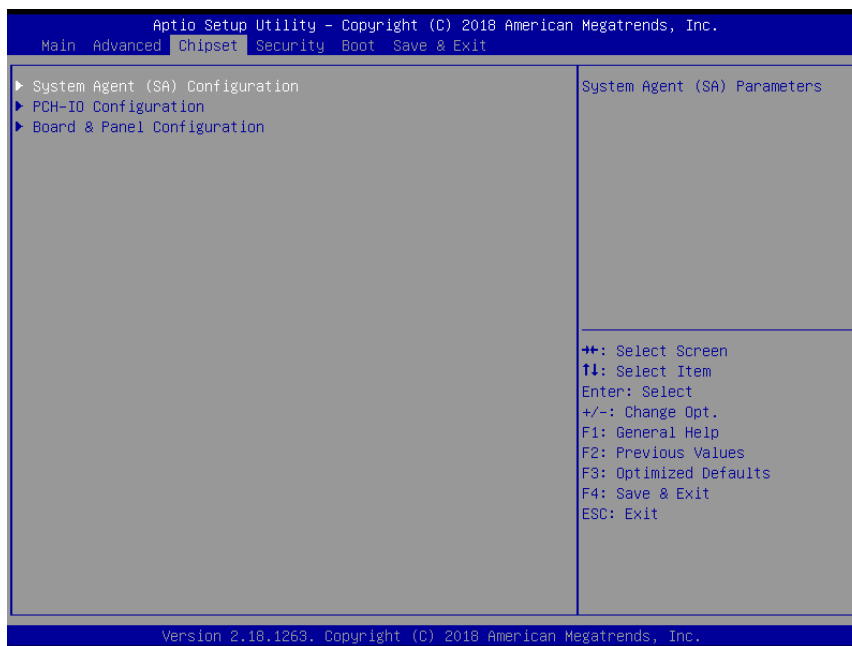 Aptio Setup Utility – Copyright (C) 2018 American Megatrends, Inc.
Main Advanced Chipset Security Boot Save & Exit
System Agent (SA) Configuration
PCH-IO Configuration
Board & Panel Configuration
System Agent (SA) Parameters
→←: Select Screen
↑↓: Select Item
Enter: Select
+/-: Change Opt.
F1: General Help
F2: Previous Values
F3: Optimized Defaults
F4: Save & Exit
ESC: Exit
Version 2.18.1263. Copyright (C) 2018 American Megatrends, Inc.